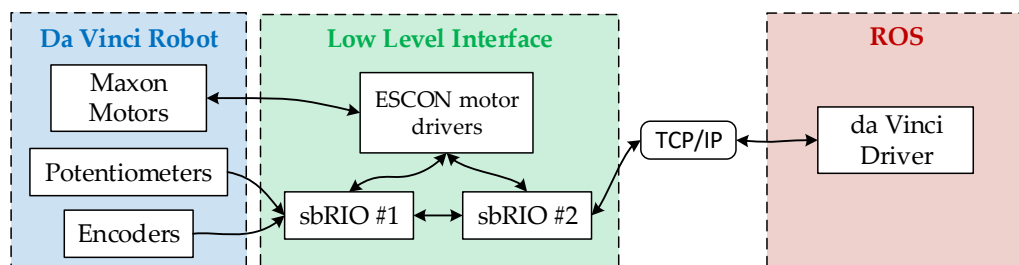 Da Vinci Robot
Maxon
Motors
Potentiometers
Encoders
Low Level Interface
ESCON motor
drivers
sbRIO #1
sbRIO #2
TCP/IP
ROS
da Vinci
Driver